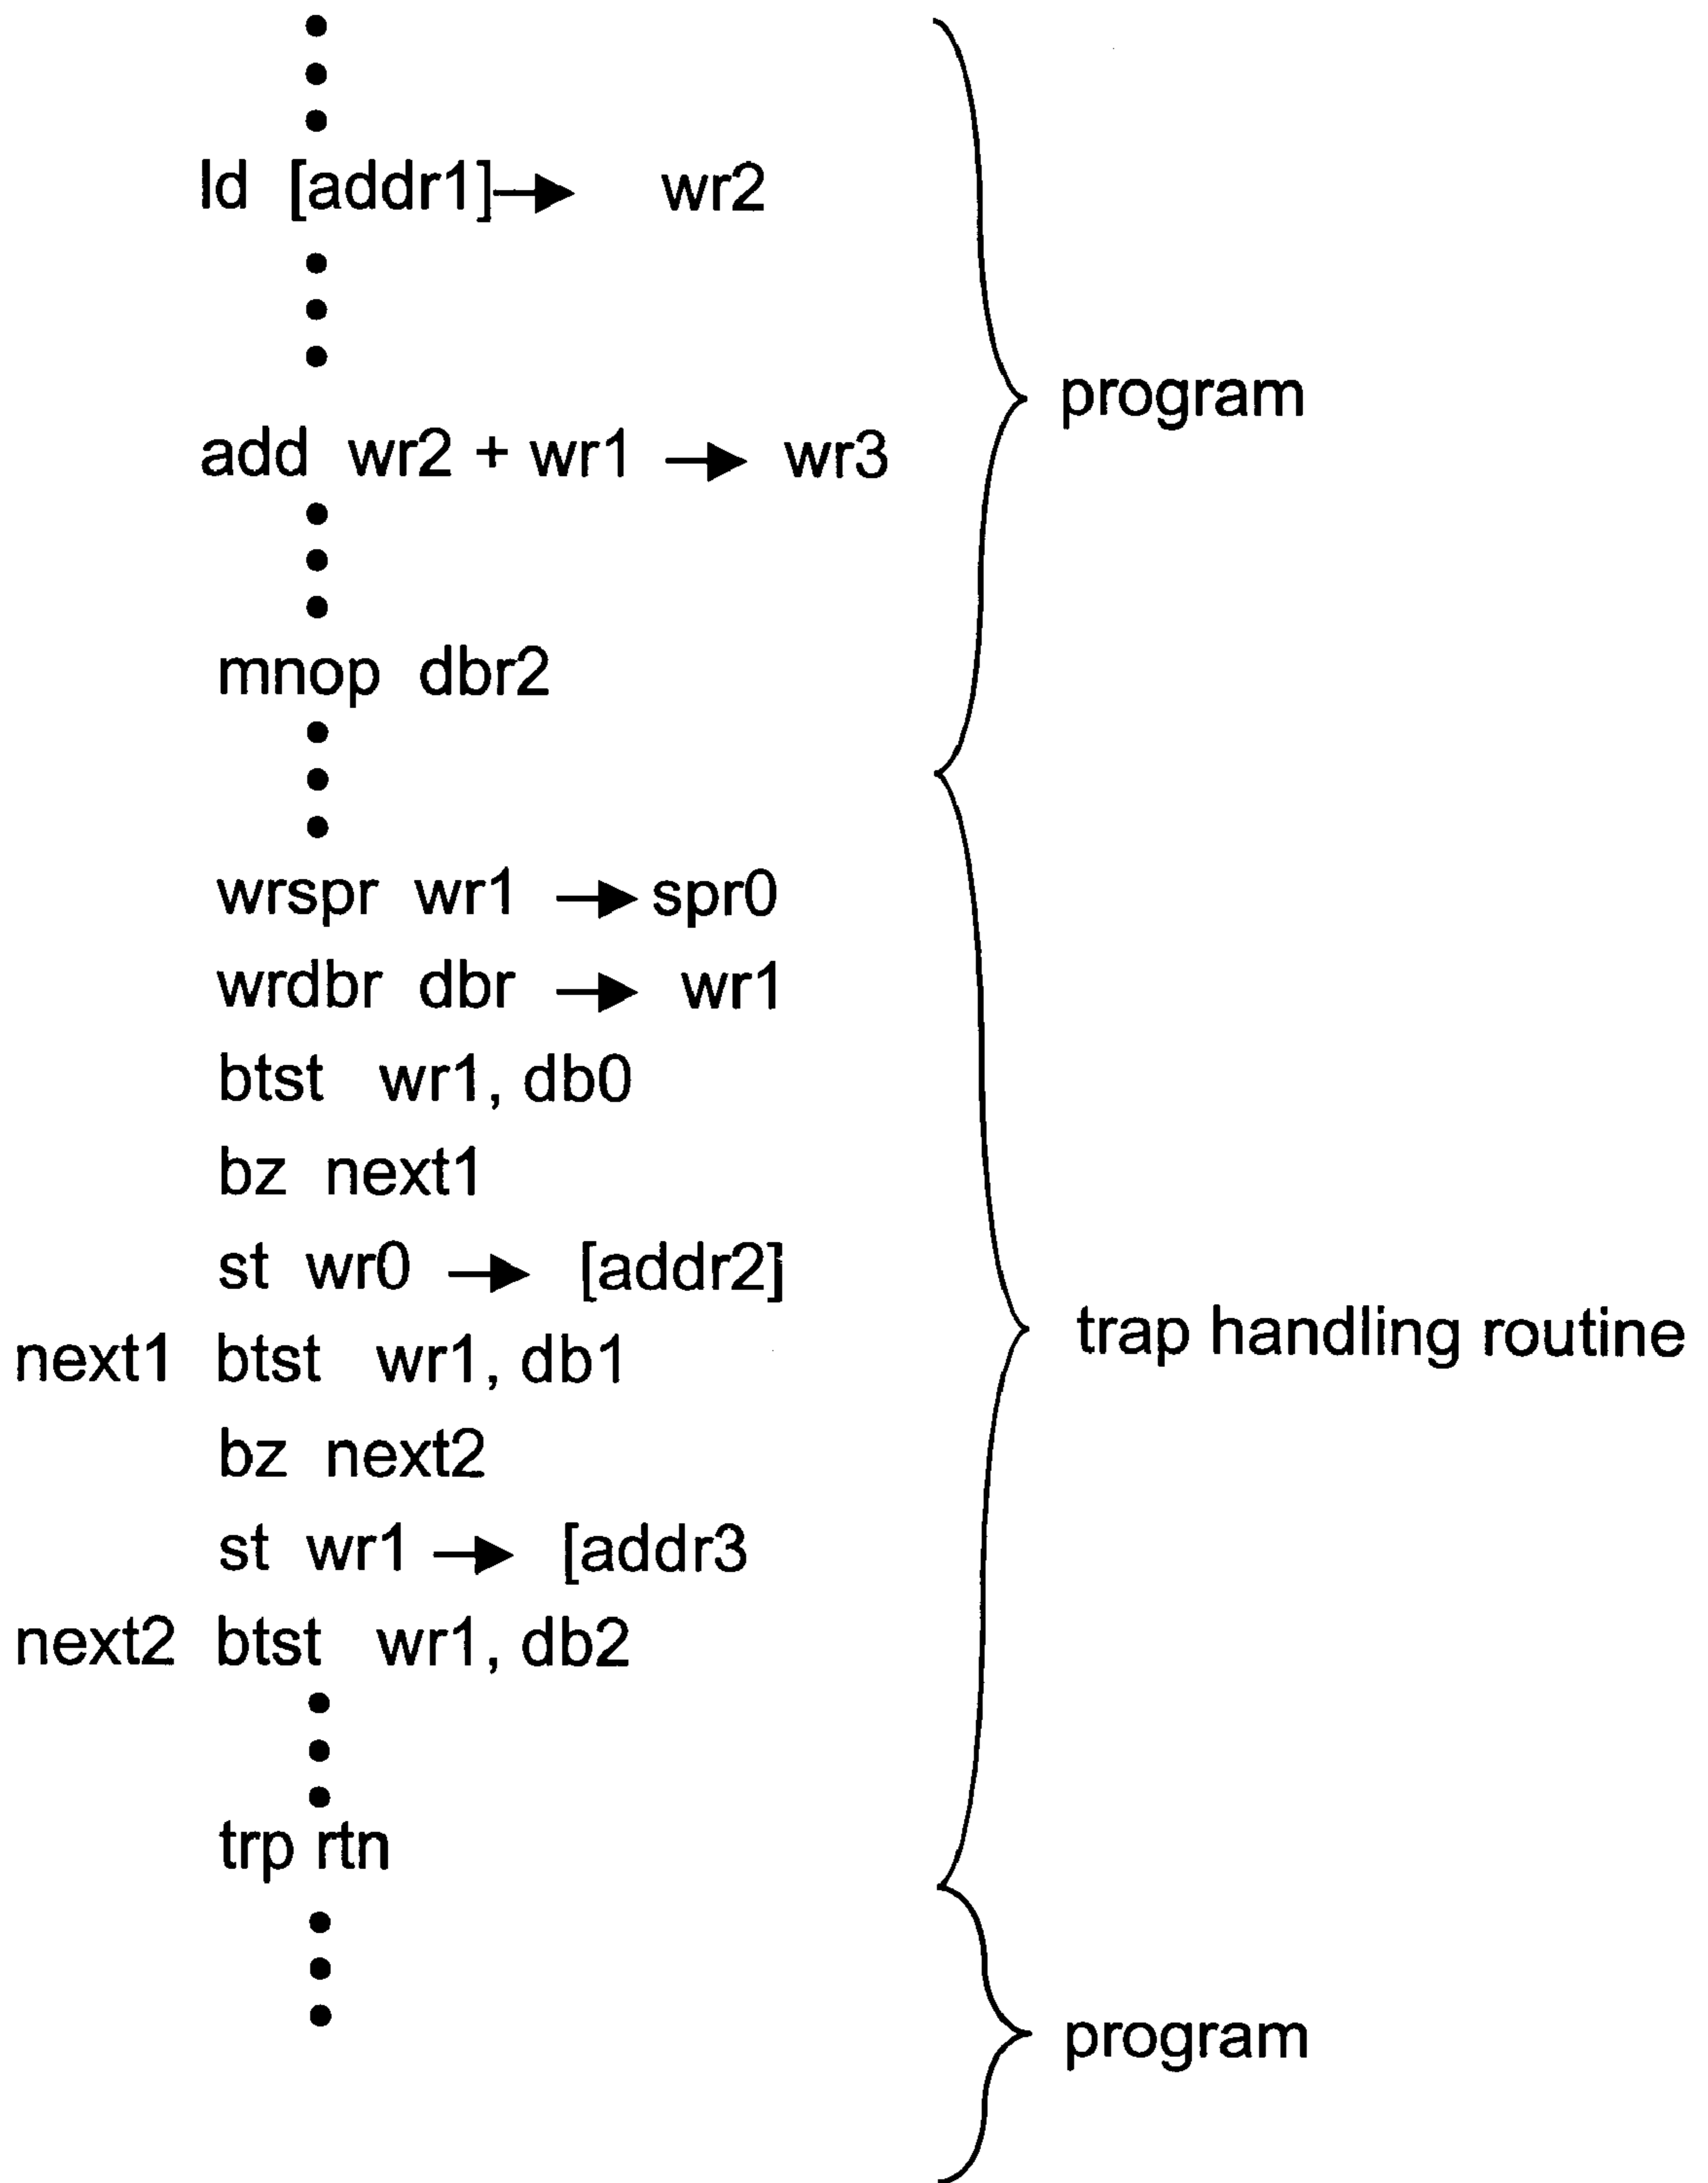 ld [addr1] → wr2
program
add wr2 + wr1 → wr3
mnop dbr2
wrspr wr1 → spr0
wrdbr dbr → wr1
btst wr1, db0
bz next1
st wr0 → [addr2]
trap handling routine
next1 btst wr1, db1
bz next2
st wr1 → [addr3
next2 btst wr1, db2
trp rtn
program